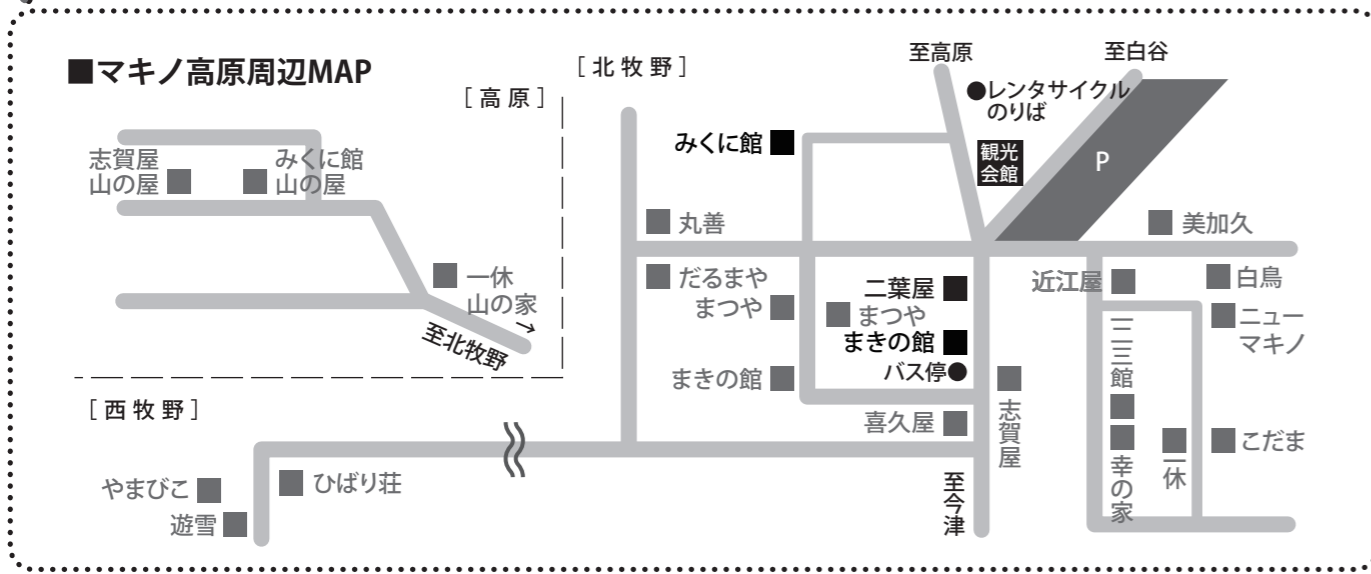 ■マキノ高原周辺MAP
[高原]
志賀屋
山の屋
みくに館
山の屋
一休
山の家
→
至北牧野
[北牧野]
至高原
至白谷
●レンタサイクル
のりば
みくに館
観光
会館
P
丸善
美加久
だるまや
まつや
二葉屋
まつや
まきの館
バス停●
まきの館
喜久屋
志賀屋
至今津
近江屋
白鳥
ニュー
マキノ
一二三館
幸の家
一休
こだま
[西牧野]
やまびこ
ひばり荘
遊雪